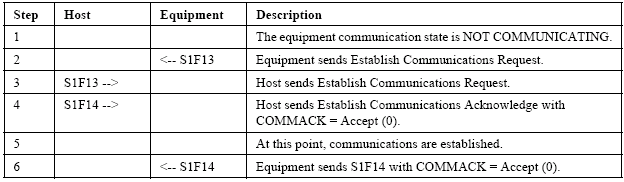 Step Host Equipment Description
1 The equipment communication state is NOT COMMUNICATING.
2 <-- S1F13 Equipment sends Establish Communications Request.
3 S1F13 --> Host sends Establish Communications Request.
4 S1F14 --> Host sends Establish Communications Acknowledge with
COMMACK = Accept (0).
5 At this point, communications are established.
6 <-- S1F14 Equipment sends S1F14 with COMMACK = Accept (0).